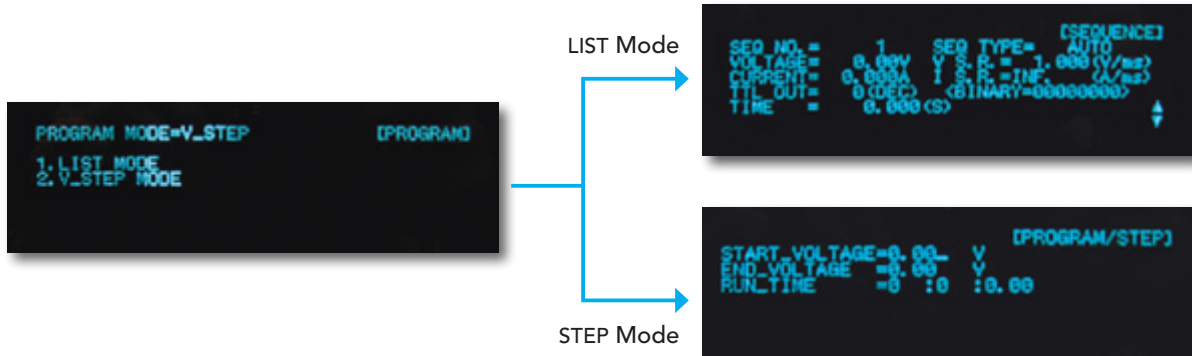 LIST Mode
[SEQUENCE]
SEQ NO. = 1 SEQ TYPE= AUTO
VOLTAGE= 0.00V V S.R.= 1.000(V/ms)
CURRENT= 0.000A I S.R.=INF. (A/ms)
TTL OUT= 0(DEC) (BINARY=00000000)
TIME = 0.000(S)
PROGRAM MODE=V_STEP [PROGRAM]
1.LIST MODE
2.V_STEP MODE
[PROGRAM/STEP]
START_VOLTAGE=0.00_ V
END_VOLTAGE =0.00 V
RUN_TIME =0 :0 :0.00
STEP Mode